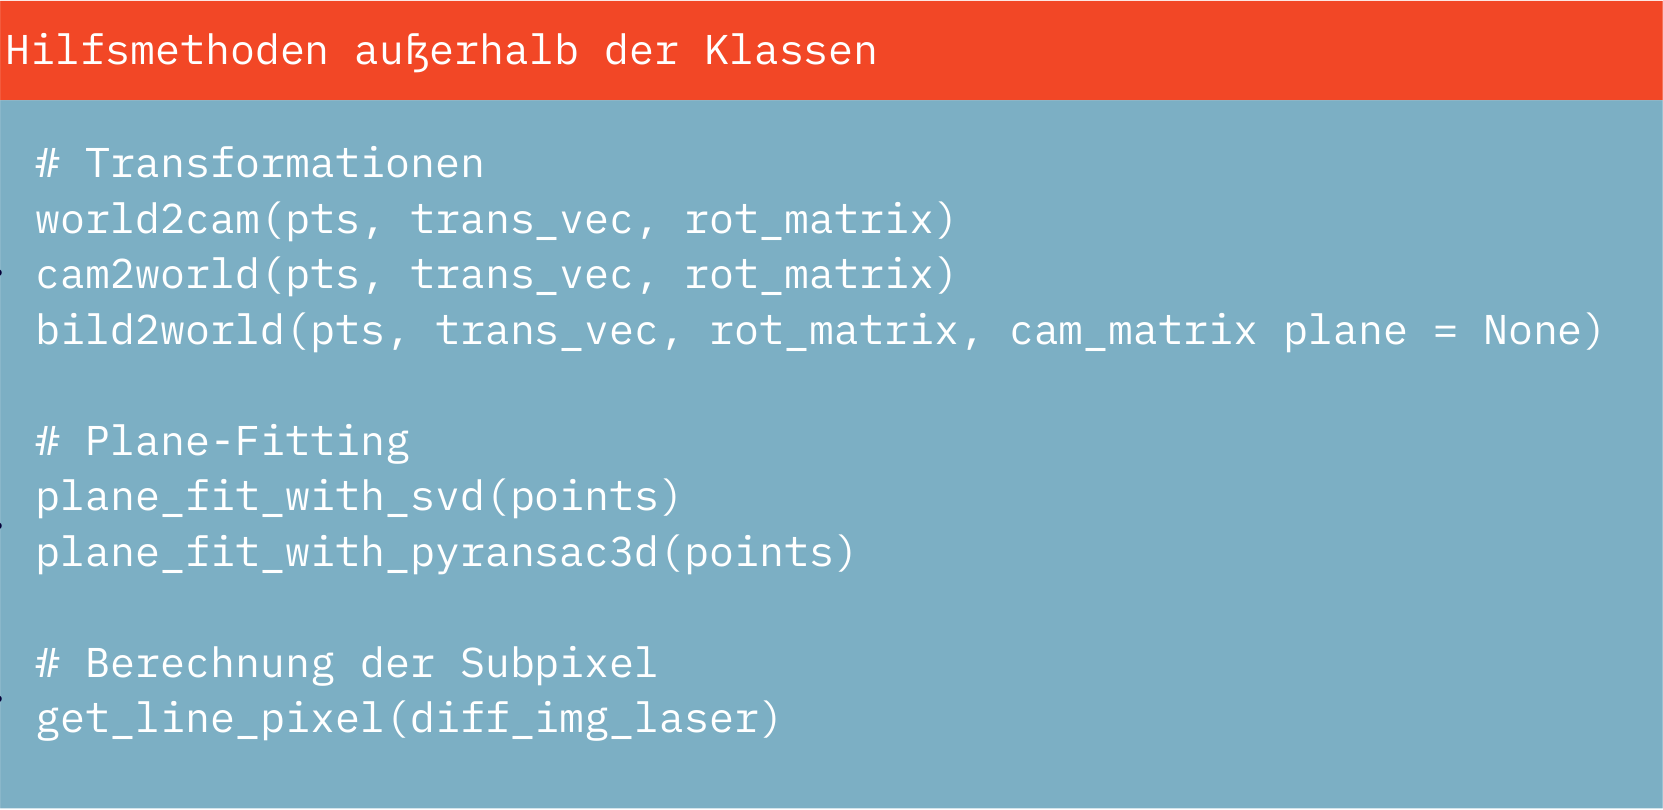 Hilfsmethoden außerhalb der Klassen
# Transformationen
world2cam(pts, trans_vec, rot_matrix)
cam2world(pts, trans_vec, rot_matrix)
bild2world(pts, trans_vec, rot_matrix, cam_matrix plane = None)
# Plane-Fitting
plane_fit_with_svd(points)
plane_fit_with_pyransac3d(points)
# Berechnung der Subpixel
get_line_pixel(diff_img_laser)